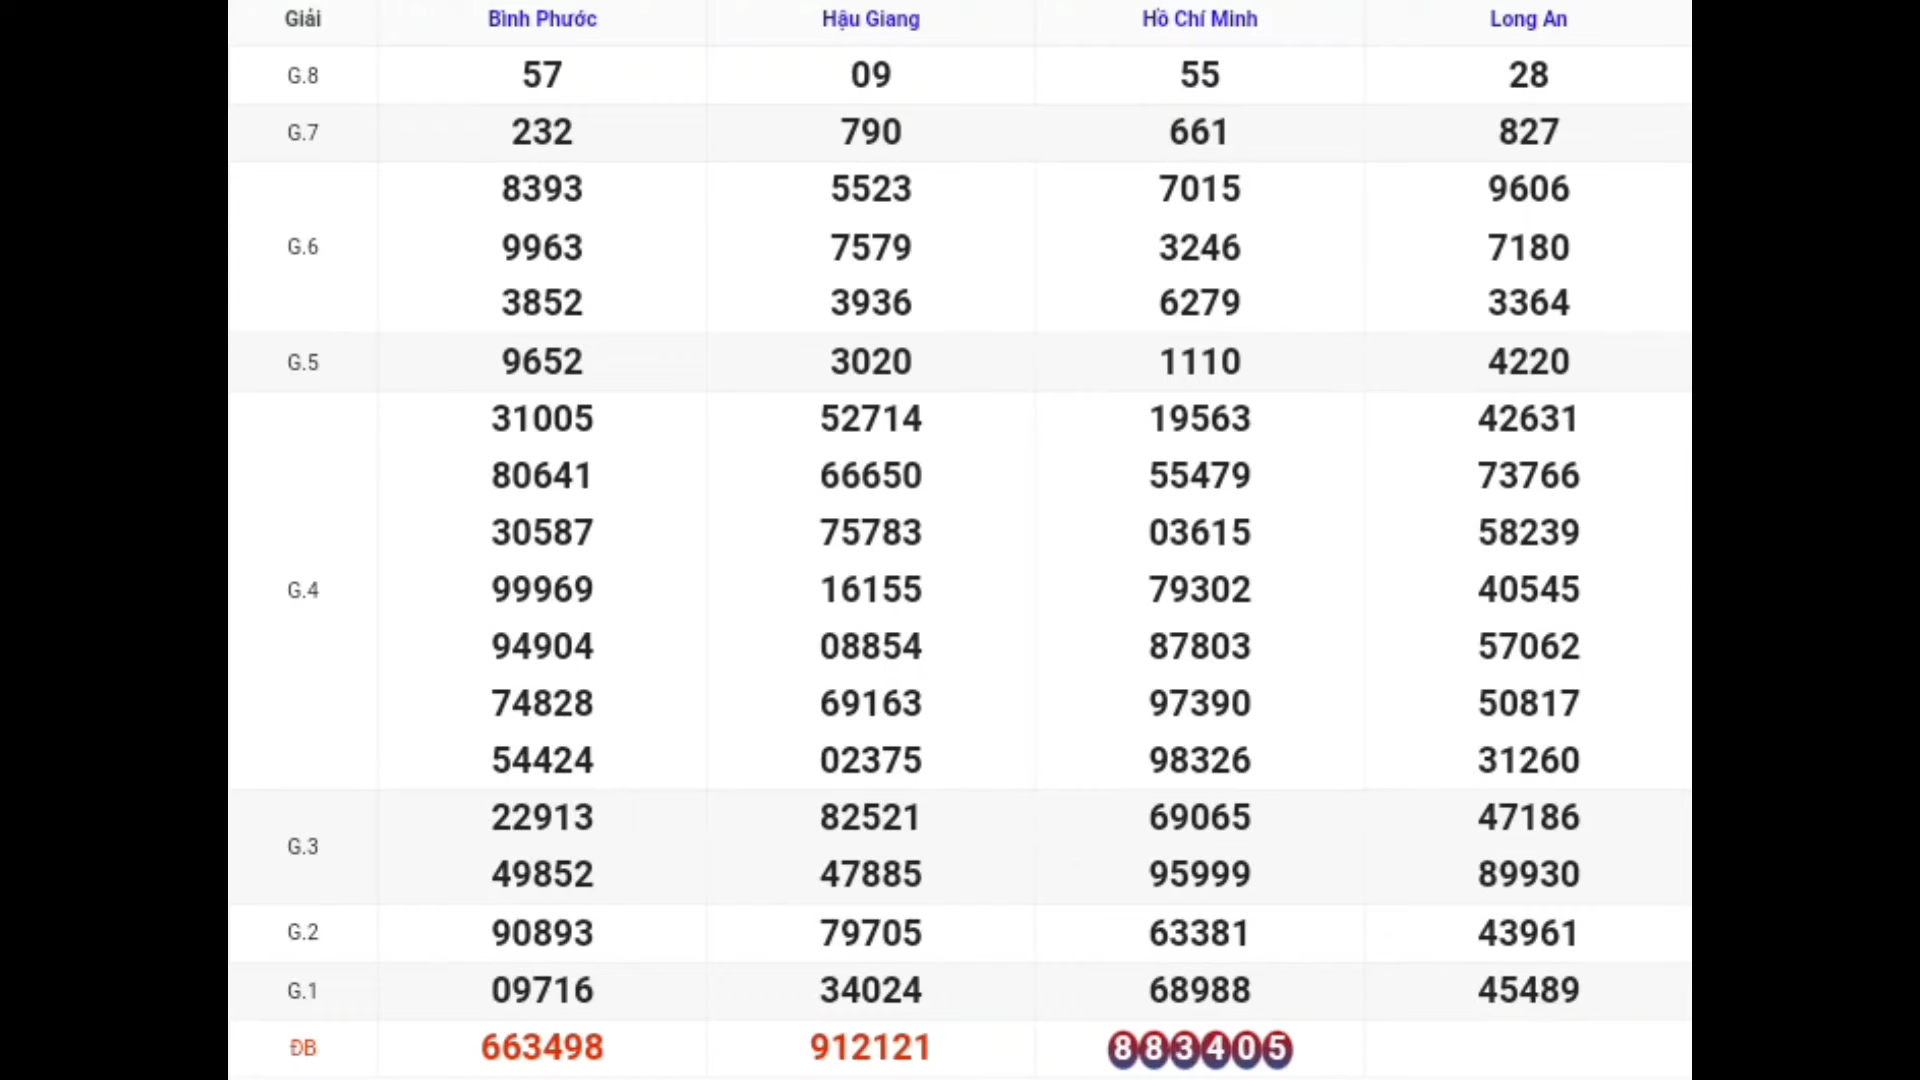 Giải Bình Phước Hậu Giang Hồ Chí Minh Long An
G.8 57 09 55 28
G.7 232 790 661 827
8393 5523 7015 9606
G.6 9963 7579 3246 7180
3852 3936 6279 3364
G.5 9652 3020 1110 4220
31005 52714 19563 42631
80641 66650 55479 73766
30587 75783 03615 58239
G.4 99969 16155 79302 40545
94904 08854 87803 57062
74828 69163 97390 50817
54424 02375 98326 31260
22913 82521 69065 47186
G.3
49852 47885 95999 89930
G.2 90893 79705 63381 43961
G.1 09716 34024 68988 45489
ĐB 663498 912121 883405